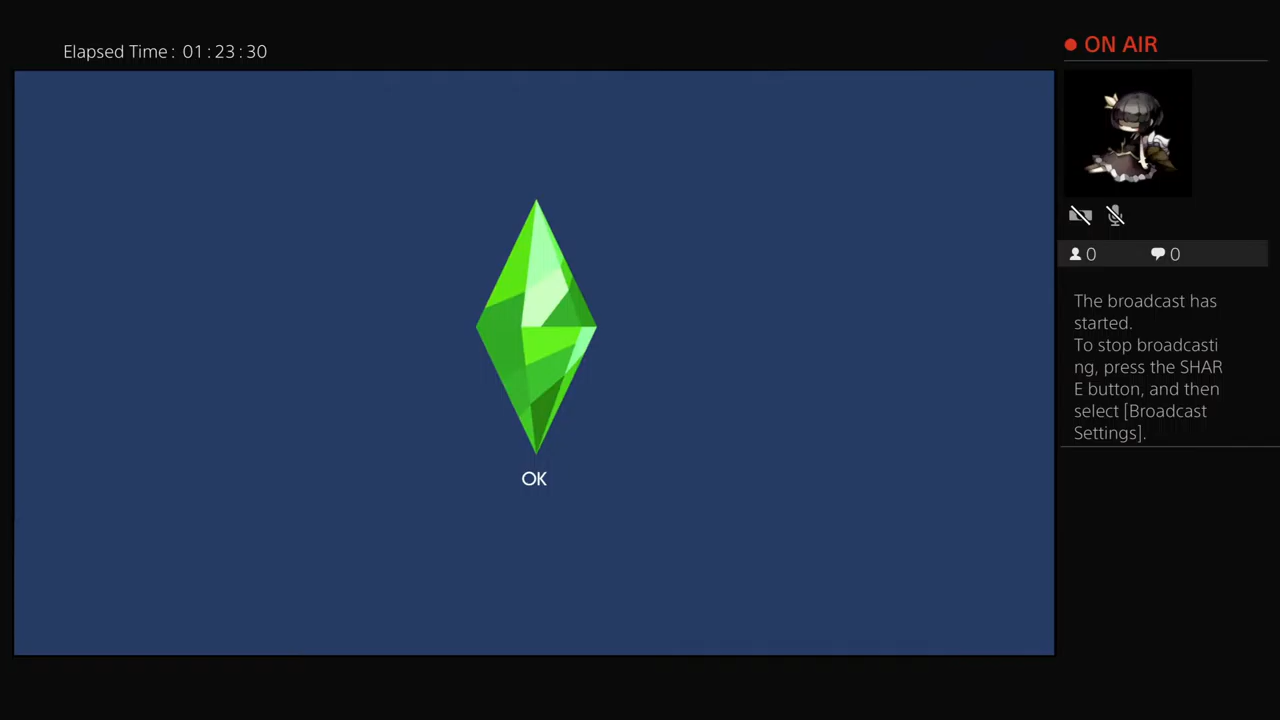 Elapsed Time: 01:23:30
ON AIR
0
0
The broadcast has
started.
To stop broadcasti
ng, press the SHAR
E button, and then
select [Broadcast
Settings].
OK